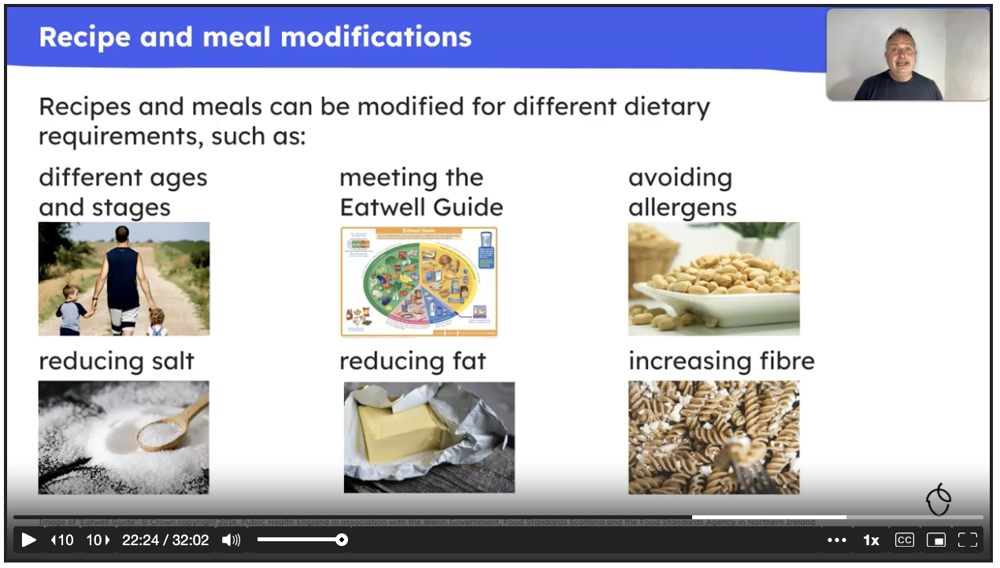 Recipe and meal modifications
Recipes and meals can be modified for different dietary
requirements, such as:
different ages
and stages
meeting the
Eatwell Guide
avoiding
allergens
Eatwell Guide
reducing salt
reducing fat
increasing fibre
Image of 'Eatwell Guide': © Crown copyright 2016, Public Health England in association with the Welsh Government, Food Standards Scotland and the Food Standards Agency in Northern Ireland
10 10 22:24 / 32:02 1x CC